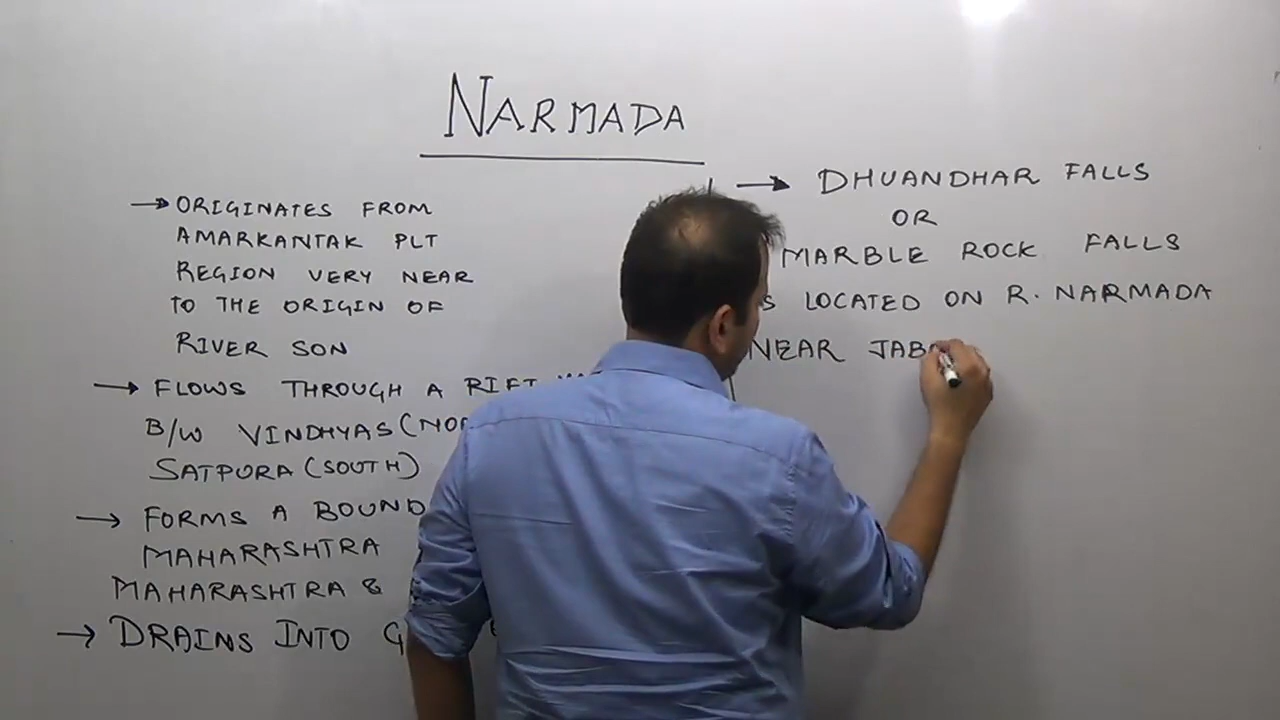 NARMADA
→ ORIGINATES FROM
AMARKANTAK PLT
REGION VERY NEAR
TO THE ORIGIN OF
RIVER SON
→ FLOWS THROUGH A RIFT
B/W VINDHYAS (
SATPURA (SOUTH)
→ FORMS A
MAHARASHTRA
MAHARASHTRA &
→ DRAINS INTO
→ DHUANDHAR FALLS
OR
MARBLE ROCK FALLS
LOCATED ON R. NARMADA
NEAR